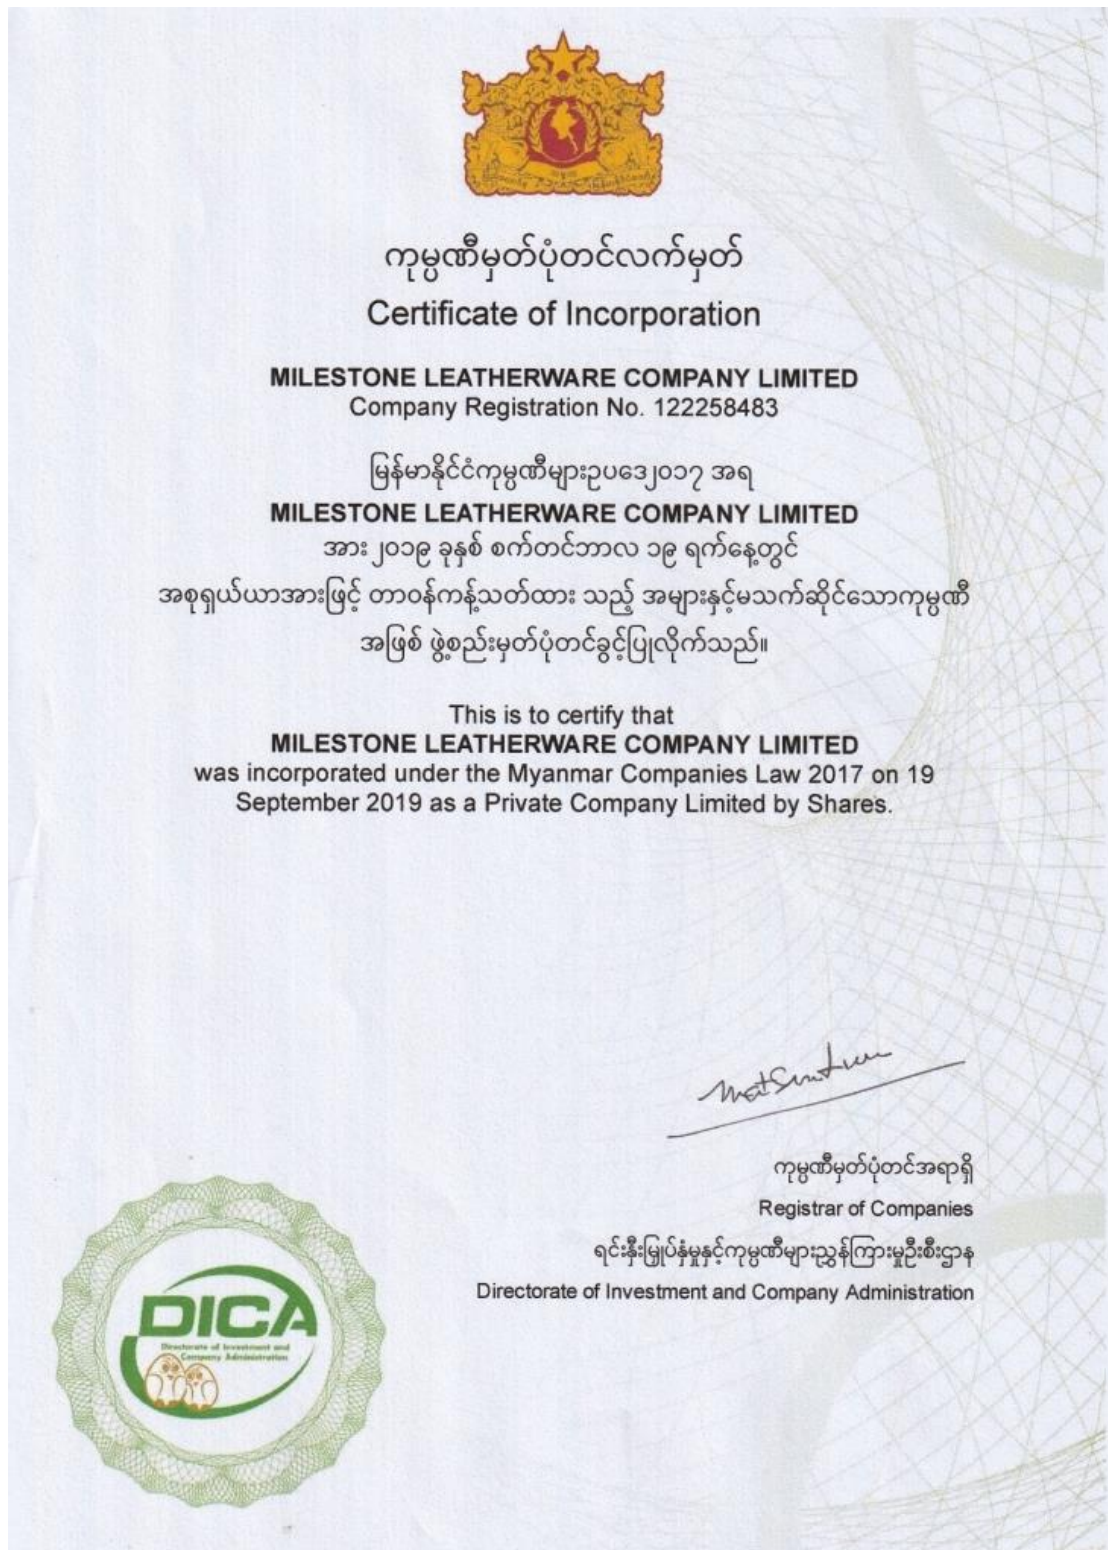 ကုမ္ပဏီမှတ်ပုံတင်လက်မှတ်
Certificate of Incorporation
MILESTONE LEATHERWARE COMPANY LIMITED
Company Registration No. 122258483
မြန်မာနိုင်ငံကုမ္ပဏီများဥပဒေ၂၀၁၇ အရ
MILESTONE LEATHERWARE COMPANY LIMITED
အား ၂၀၁၉ ခုနှစ် စက်တင်ဘာလ ၁၉ ရက်နေ့တွင်
အစုရှယ်ယာအားဖြင့် တာဝန်ကန့်သတ်ထား သည့် အများနှင့်မသက်ဆိုင်သောကုမ္ပဏီ
အဖြစ် ဖွဲ့စည်းမှတ်ပုံတင်ခွင့်ပြုလိုက်သည်။
This is to certify that
MILESTONE LEATHERWARE COMPANY LIMITED
was incorporated under the Myanmar Companies Law 2017 on 19
September 2019 as a Private Company Limited by Shares.
ကုမ္ပဏီမှတ်ပုံတင်အရာရှိ
Registrar of Companies
ရင်းနှီးမြှုပ်နှံမှုနှင့်ကုမ္ပဏီများညွှန်ကြားမှုဦးစီးဌာန
Directorate of Investment and Company Administration
DICA
Directorate of Investment and
Company Administration